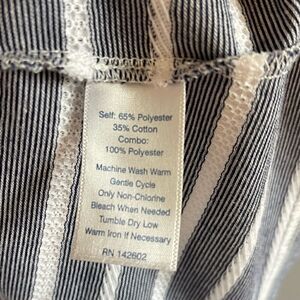 Self: 65% Polyester
35% Cotton
Combo:
100% Polyester
Machine Wash Warm
Gentle Cycle
Only Non-Chlorine
Bleach When Needed
Tumble Dry Low
Warm Iron If Necessary
RN 142602